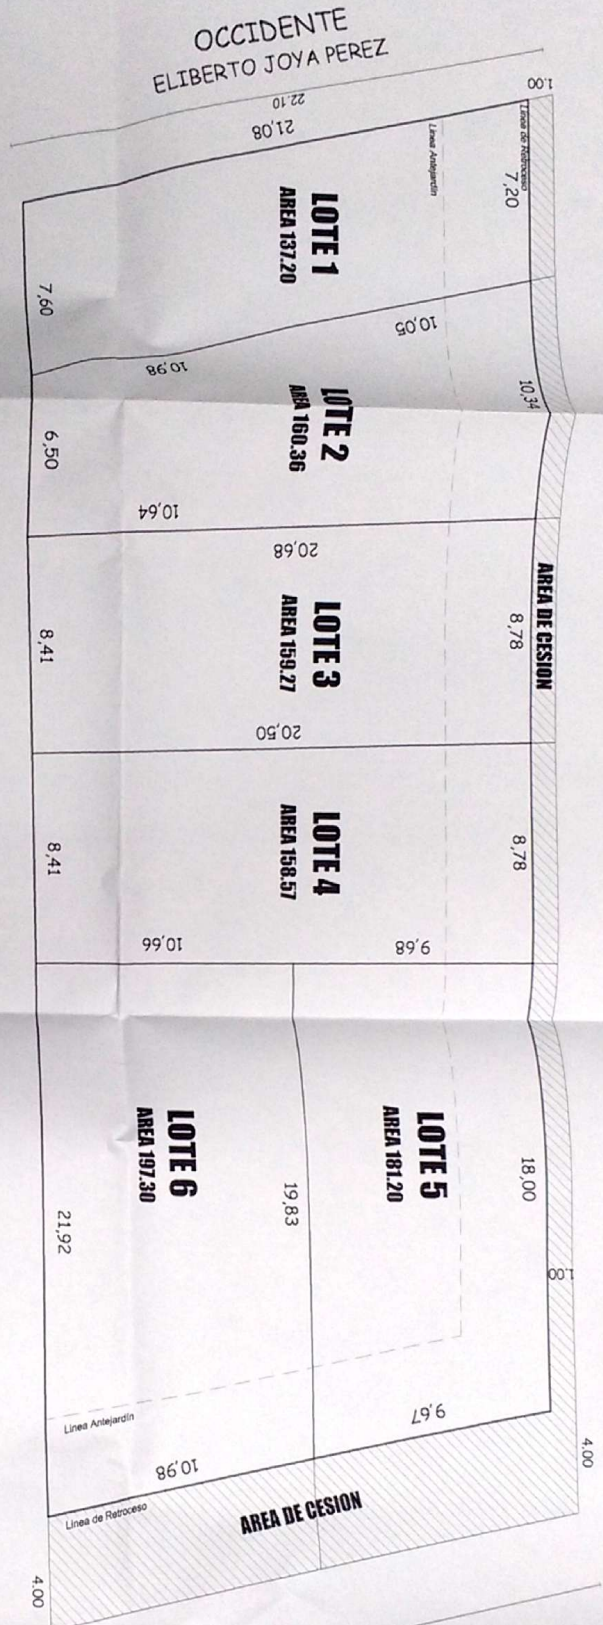 OCCIDENTE
ELIBERTO JOYA PEREZ
22.10
21,08
1.00
Linea de Retroceso
7,20
Linea Antejardín
LOTE 1
AREA 137.20
7,60
10,05
10,98
10,34
LOTE 2
AREA 160.36
6,50
10,64
20,68
AREA DE CESION
8,78
LOTE 3
AREA 159.27
8,41
20,50
8,78
LOTE 4
AREA 158.57
8,41
10,66
9,68
LOTE 5
AREA 181.20
18,00
LOTE 6
AREA 197.30
19,83
21,92
1.00
9,67
Linea Antejardín
10,98
4.00
Linea de Retroceso
AREA DE CESION
4.00